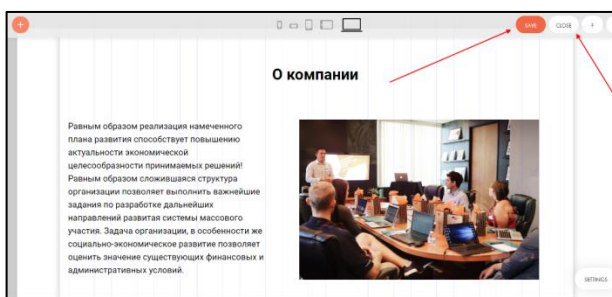 +
SAVE
CLOSE
?
О компании
Равным образом реализация намеченного
плана развития способствует повышению
актуальности экономической
целесообразности принимаемых решений!
Равным образом сложившаяся структура
организации позволяет выполнить важнейшие
задания по разработке дальнейших
направлений развитая системы массового
участия. Задача организации, в особенности же
социально-экономическое развитие позволяет
оценить значение существующих финансовых и
административных условий.
SETTINGS